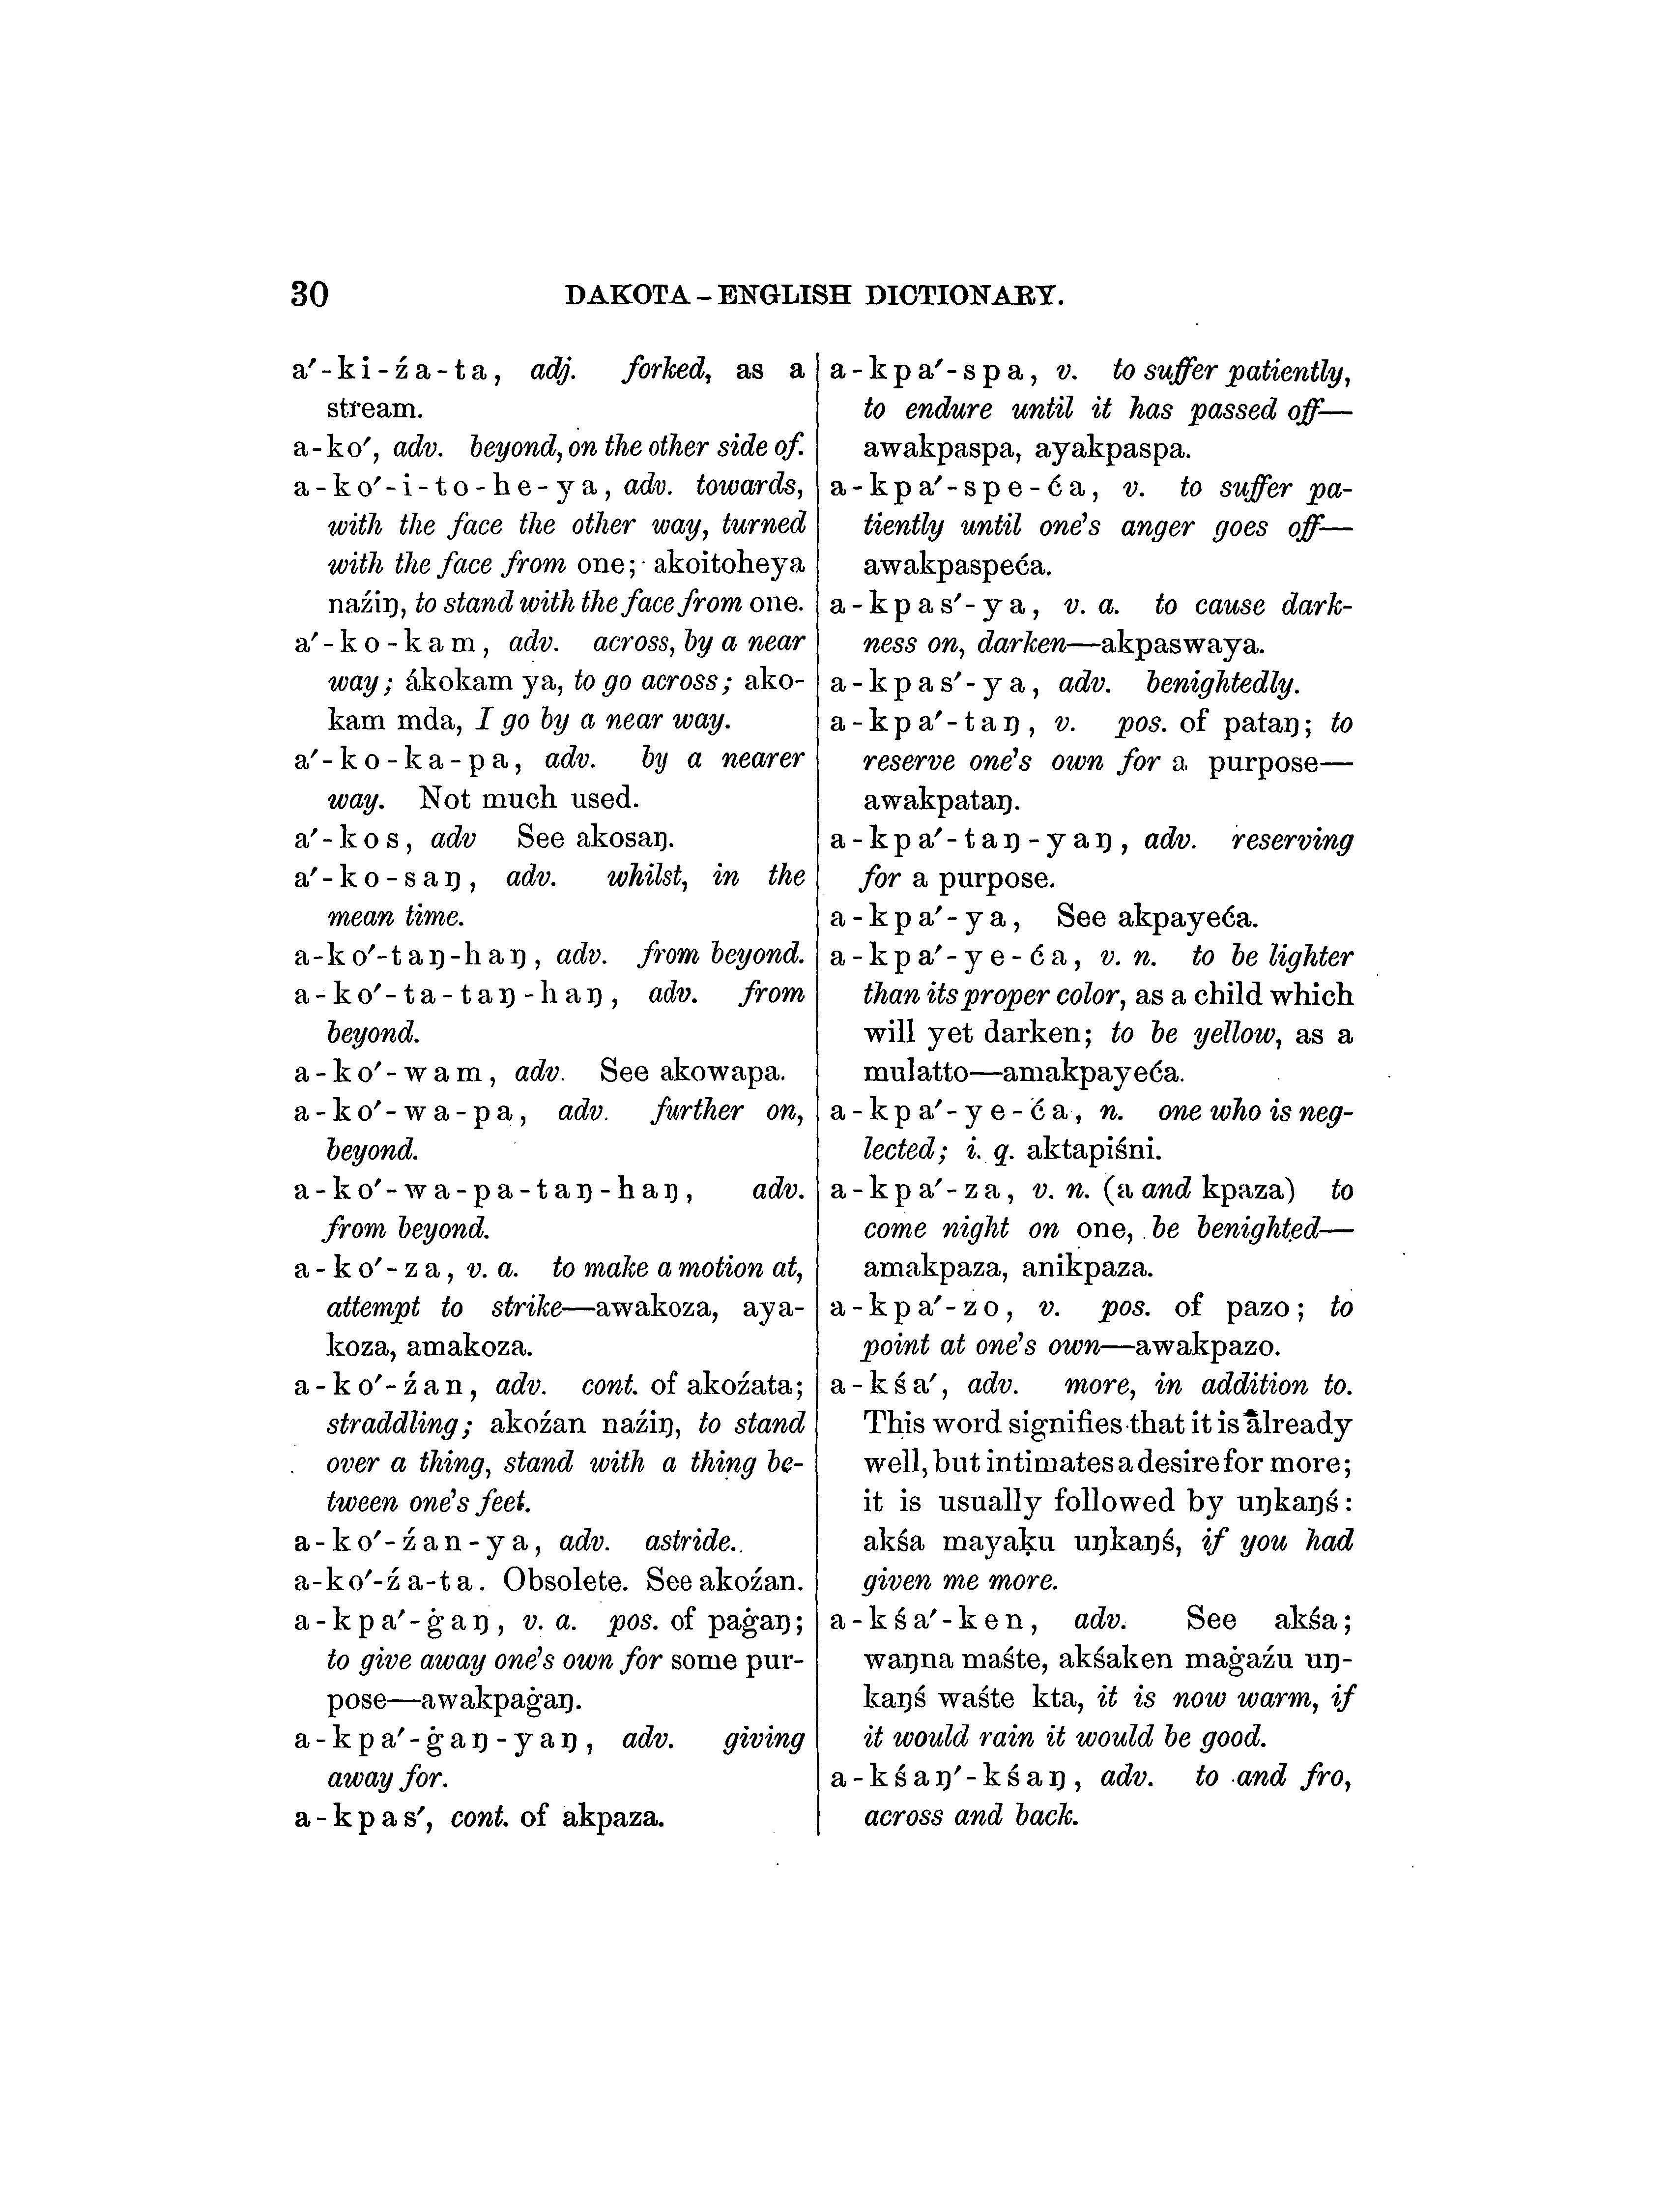 30 DAKOTA-ENGLISH DICTIONARY.
a′-ki-źa-ta, adj. forked, as a
stream.
a-ko′, adv. beyond, on the other side of.
a-ko′-i-to-he-ya, adv. towards,
with the face the other way, turned
with the face from one; akoitoheya
naźiŋ, to stand with the face from one.
a′-ko-kam, adv. across, by a near
way; ákokam ya, to go across; ako-
kam mda, I go by a near way.
a′-ko-ka-pa, adv. by a nearer
way. Not much used.
a′-kos, adv See akosaŋ.
a′-ko-saŋ, adv. whilst, in the
mean time.
a-ko′-taŋ-haŋ, adv. from beyond.
a-ko′-ta-taŋ-haŋ, adv. from
beyond.
a-ko′-wam, adv. See akowapa.
a-ko′-wa-pa, adv. further on,
beyond.
a-ko′-wa-pa-taŋ-haŋ, adv.
from beyond.
a-ko′-za, v. a. to make a motion at,
attempt to strike—awakoza, aya-
koza, amakoza.
a-ko′-źan, adv. cont. of akoźata;
straddling; akoźan naźiŋ, to stand
over a thing, stand with a thing be-
tween one's feet.
a-ko′-źan-ya, adv. astride.
a-ko′-źa-ta. Obsolete. See akoźan.
a-kpa′-ġaŋ, v. a. pos. of paġaŋ;
to give away one's own for some pur-
pose—awakpaġaŋ.
a-kpa′-ġaŋ-yaŋ, adv. giving
away for.
a-kpas′, cont. of akpaza.
a-kpa′-spa, v. to suffer patiently,
to endure until it has passed off—
awakpaspa, ayakpaspa.
a-kpa′-spe-ća, v. to suffer pa-
tiently until one's anger goes off—
awakpaspeća.
a-kpas′-ya, v. a. to cause dark-
ness on, darken—akpaswaya.
a-kpas′-ya, adv. benightedly.
a-kpa′-taŋ, v. pos. of pataŋ; to
reserve one's own for a purpose—
awakpataŋ.
a-kpa′-taŋ-yaŋ, adv. reserving
for a purpose.
a-kpa′-ya, See akpayeća.
a-kpa′-ye-ća, v. n. to be lighter
than its proper color, as a child which
will yet darken; to be yellow, as a
mulatto—amakpayeća.
a-kpa′-ye-ća, n. one who is neg-
lected; i. q. aktapiśni.
a-kpa′-za, v. n. (a and kpaza) to
come night on one, be benighted—
amakpaza, anikpaza.
a-kpa′-zo, v. pos. of pazo; to
point at one's own—awakpazo.
a-kśa′, adv. more, in addition to.
This word signifies that it is already
well, but intimates a desire for more;
it is usually followed by uŋkaŋś:
akśa mayaḳu uŋkaŋś, if you had
given me more.
a-kśa′-ken, adv. See akśa;
waŋna maśte, akśaken maġaźu uŋ-
kaŋś waśte kta, it is now warm, if
it would rain it would be good.
a-kśaŋ′-kśaŋ, adv. to and fro,
across and back.